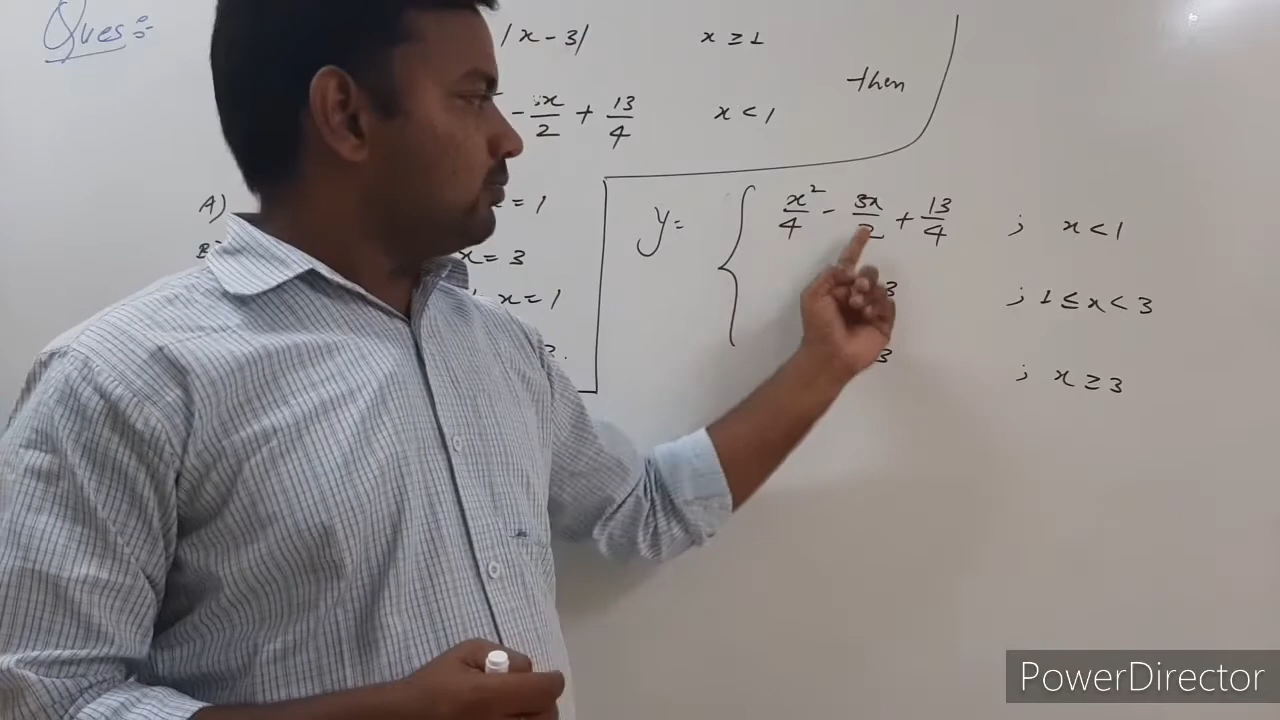 Ques :-
|x - 3| x ≥ 1
- 3x/2 + 13/4 x < 1
then
A) = 1
x = 3
x = 1
y = { x²/4 - 3x/2 + 13/4 ; x < 1
3 ; 1 ≤ x < 3
3 ; x ≥ 3
PowerDirector